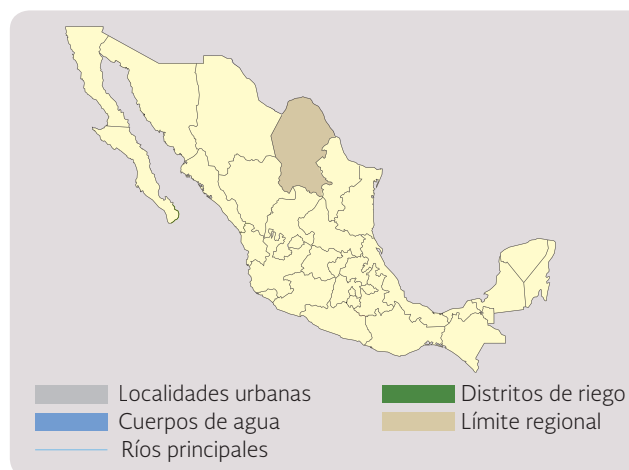 Localidades urbanas
Cuerpos de agua
Ríos principales
Distritos de riego
Límite regional